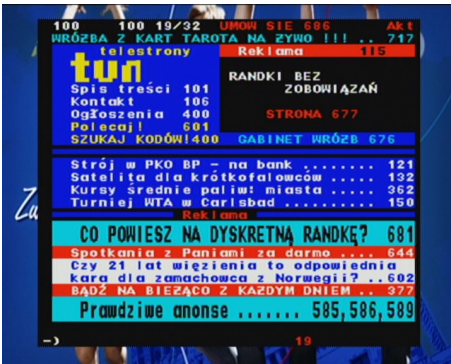 100 100 19/32 UMÓW SIE 686 Akt
WRÓŻBA Z KART TAROTA NA ŻYWO !!! .. 717
telestrony
Reklama 115
tvn
RANDKI BEZ
ZOBOWIĄZAŃ
Spis treści 101
Kontakt 106
Ogłoszenia 400
STRONA 677
Polecaj! 601
SZUKAJ KODÓW!400
GABINET WRÓŻB 676
Strój w PKO BP – na bank ........ 121
Satelita dla krótkofalowców ..... 132
Kursy średnie paliw: miasta ..... 362
Turniej WTA w Carlsbad .......... 150
Reklama
CO POWIESZ NA DYSKRETNĄ RANDKĘ? 681
Spotkania z Paniami za darmo .... 644
Czy 21 lat więzienia to odpowiednia
kara dla zamachowca z Norwegii? ..602
BĄDŹ NA BIEŻĄCO Z KAŻDYM DNIEM .. 377
Prawdziwe anonse ....... 585,586,589
—) 19